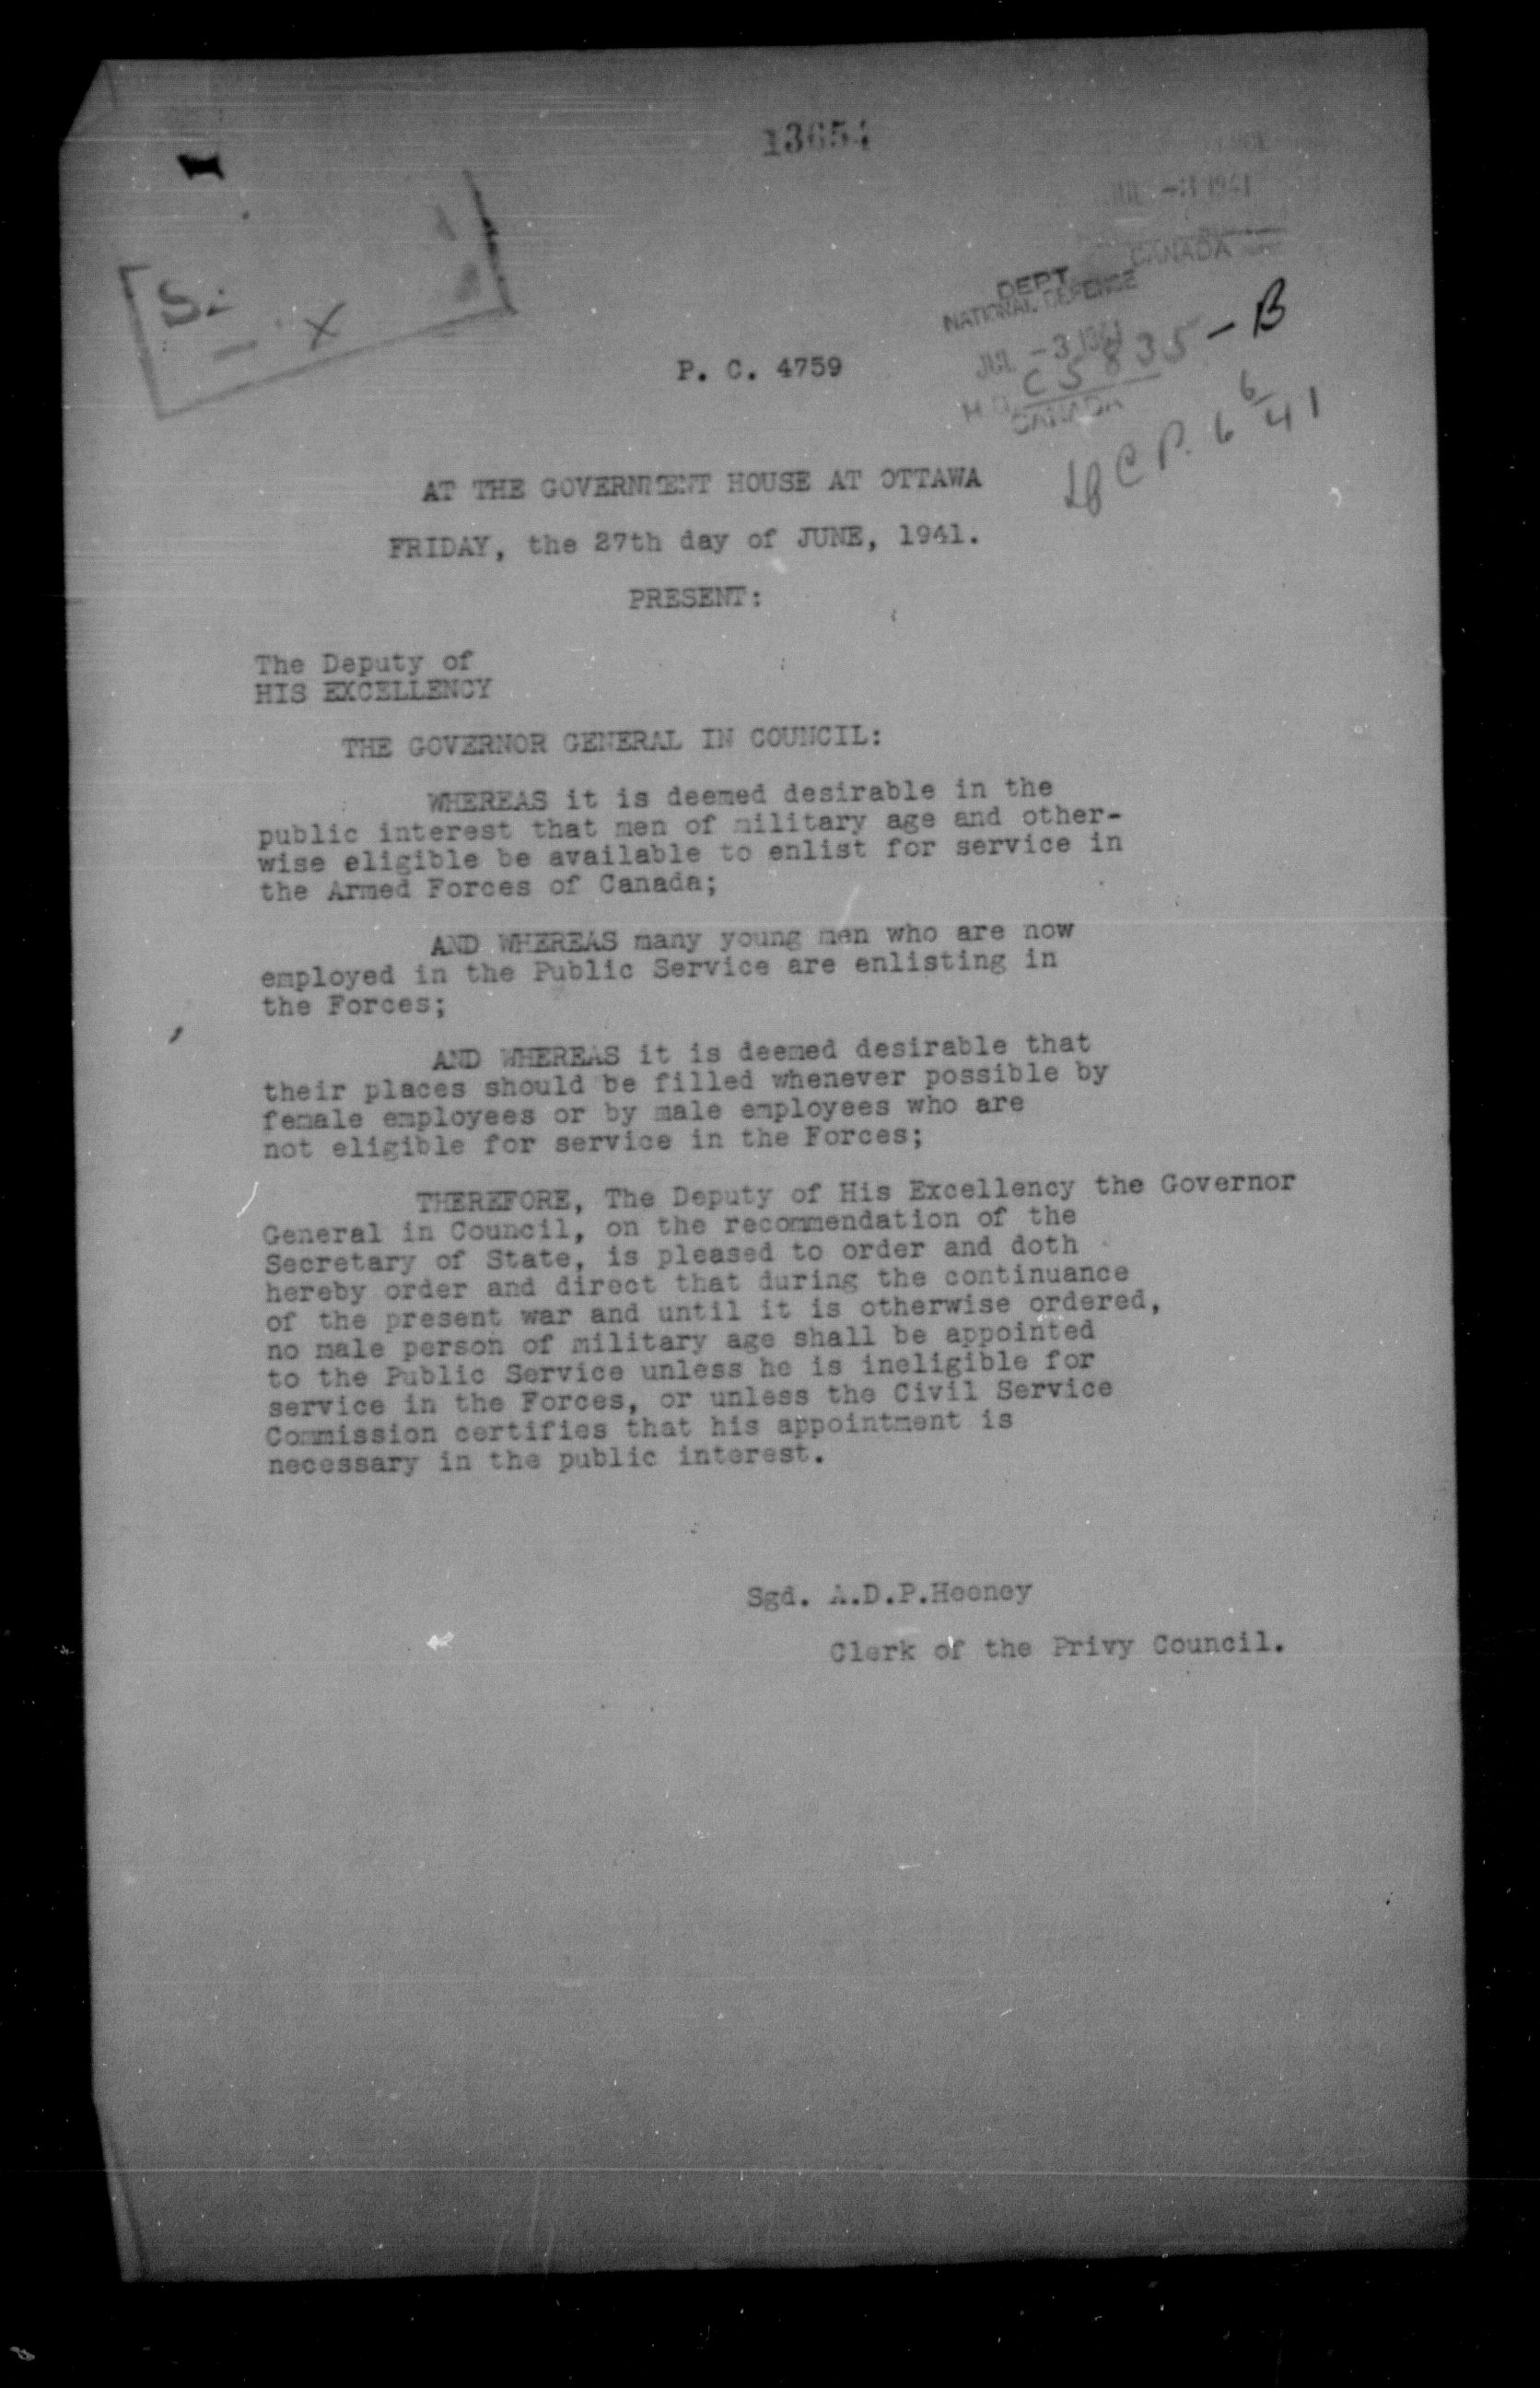 DEPT.
NATIONAL DEFENCE
JUL -3 1941
H.Q. C 5835 - B
CANADA
P. C. 4759
AT THE GOVERNMENT HOUSE AT OTTAWA
FRIDAY, the 27th day of JUNE, 1941.
PRESENT:
The Deputy of
HIS EXCELLENCY
THE GOVERNOR GENERAL IN COUNCIL:
WHEREAS it is deemed desirable in the
public interest that men of military age and other-
wise eligible be available to enlist for service in
the Armed Forces of Canada;
AND WHEREAS many young men who are now
employed in the Public Service are enlisting in
the Forces;
AND WHEREAS it is deemed desirable that
their places should be filled whenever possible by
female employees or by male employees who are
not eligible for service in the Forces;
THEREFORE, The Deputy of His Excellency the Governor
General in Council, on the recommendation of the
Secretary of State, is pleased to order and doth
hereby order and direct that during the continuance
of the present war and until it is otherwise ordered,
no male person of military age shall be appointed
to the Public Service unless he is ineligible for
service in the Forces, or unless the Civil Service
Commission certifies that his appointment is
necessary in the public interest.
Sgd. A.D.P.Heeney
Clerk of the Privy Council.